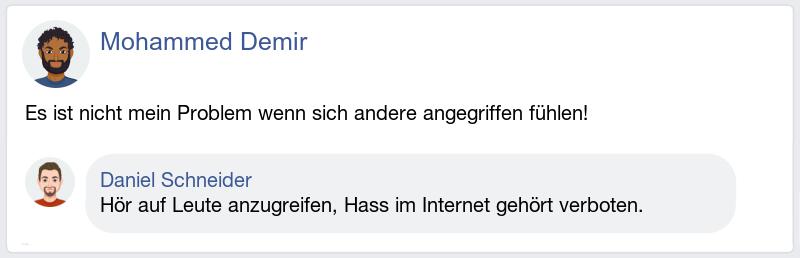 Mohammed Demir
Es ist nicht mein Problem wenn sich andere angegriffen fühlen!
Daniel Schneider
Hör auf Leute anzugreifen, Hass im Internet gehört verboten.